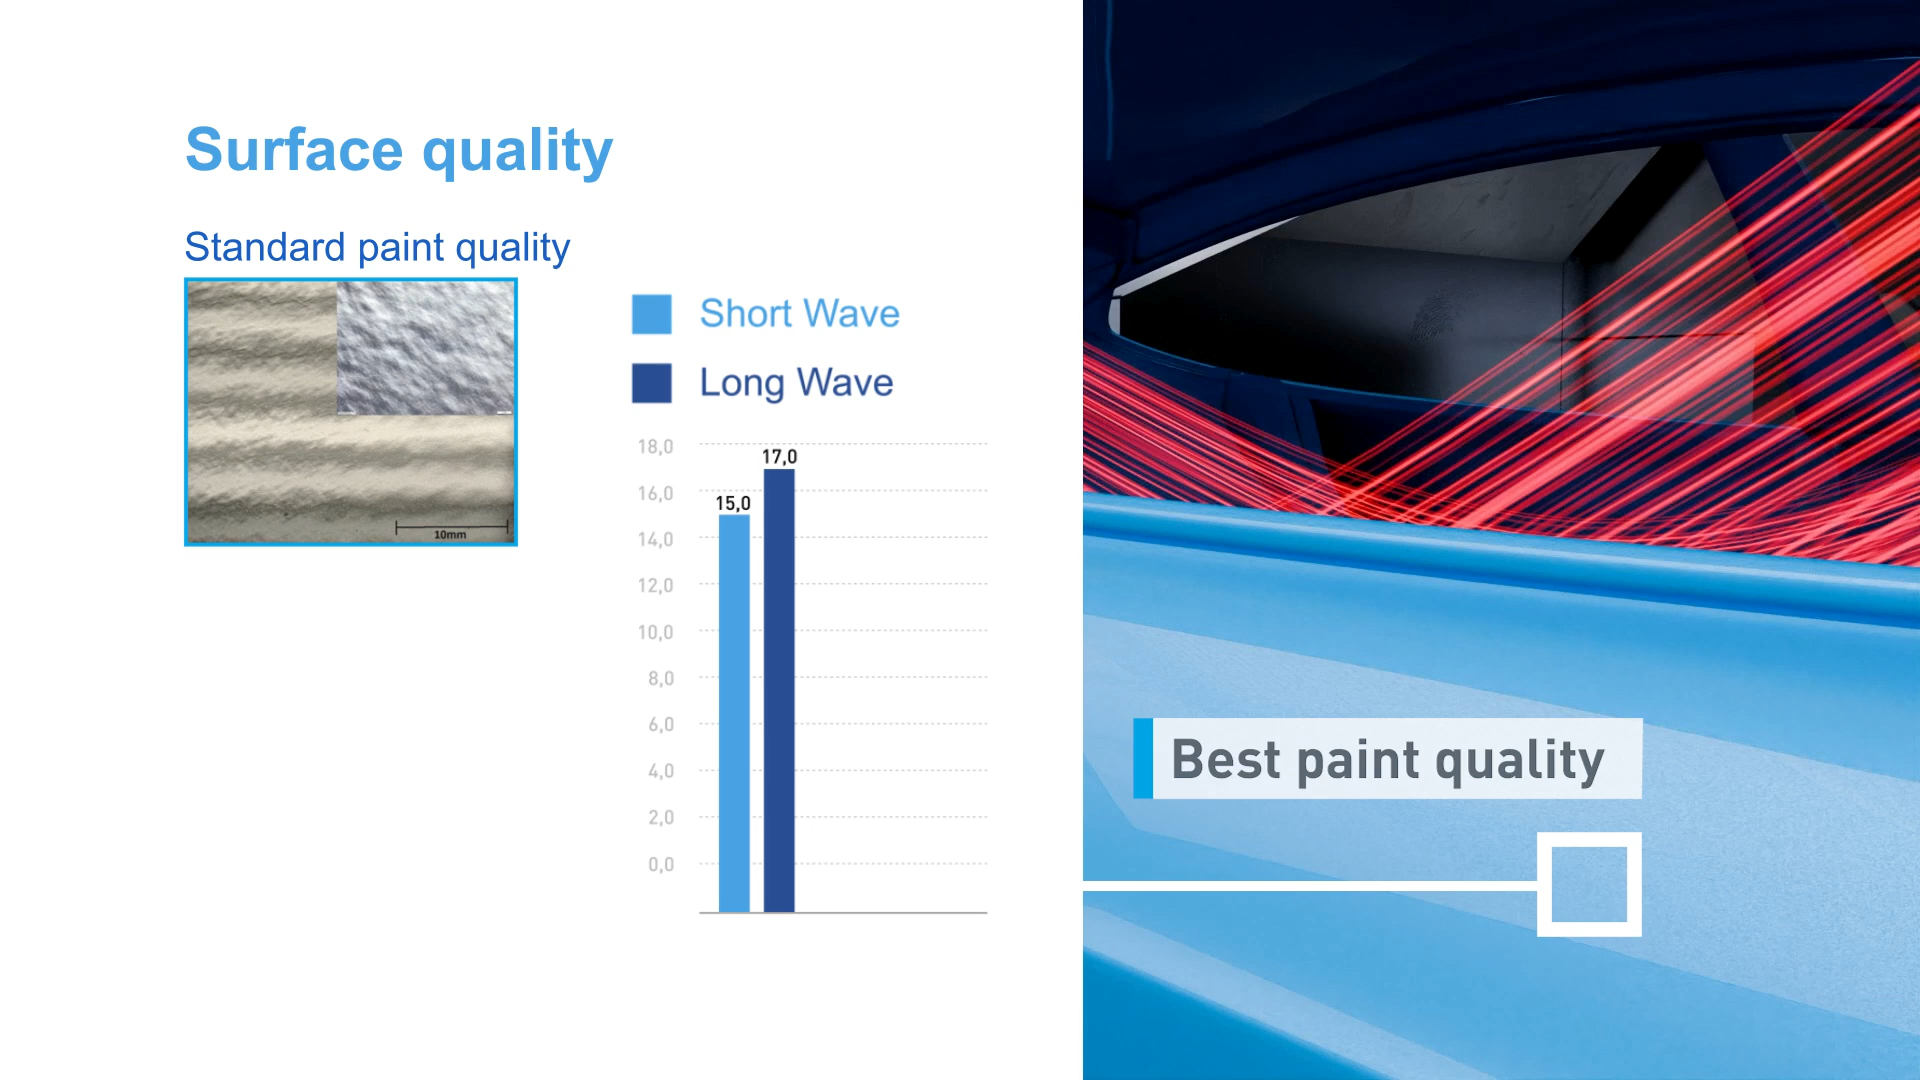 Surface quality
Standard paint quality
10mm
Short Wave
Long Wave
18,0
17,0
16,0
15,0
14,0
12,0
10,0
8,0
6,0
4,0
2,0
0,0
Best paint quality